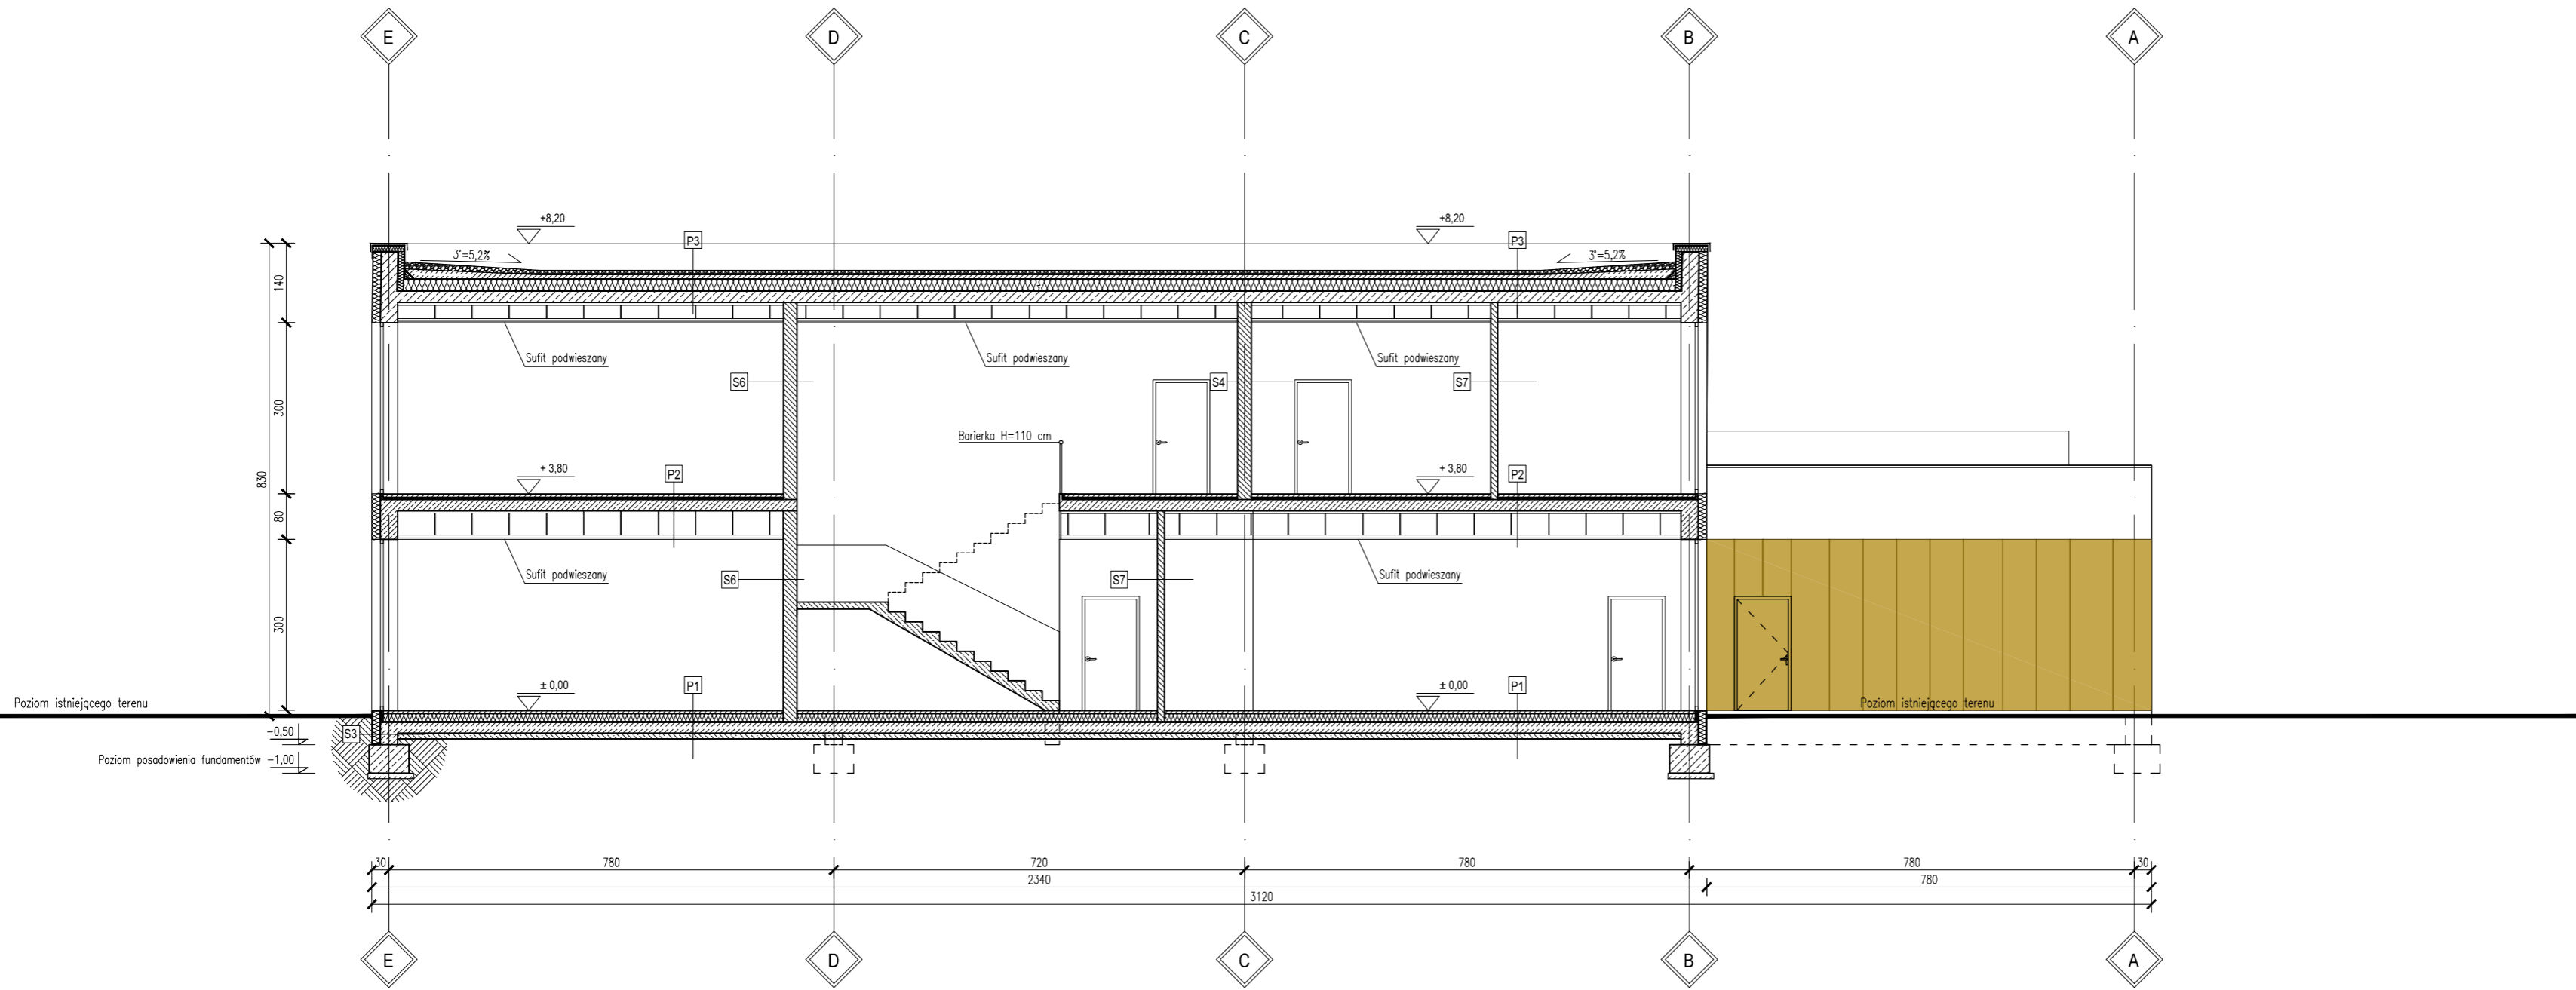 E D C B A
+8,20 +8,20
P3 P3
3°=5,2% 3°=5,2%
140
Sufit podwieszany Sufit podwieszany Sufit podwieszany
S6 S4 S7
300
Barierka H=110 cm
+ 3,80 P2 + 3,80 P2
830
80
Sufit podwieszany Sufit podwieszany
S6 S7
300
± 0,00 P1 ± 0,00 P1
Poziom istniejącego terenu Poziom istniejącego terenu
-0,50 S3
Poziom posadowienia fundamentów -1,00
30 780 720 780 780 30
2340 780
3120
E D C B A